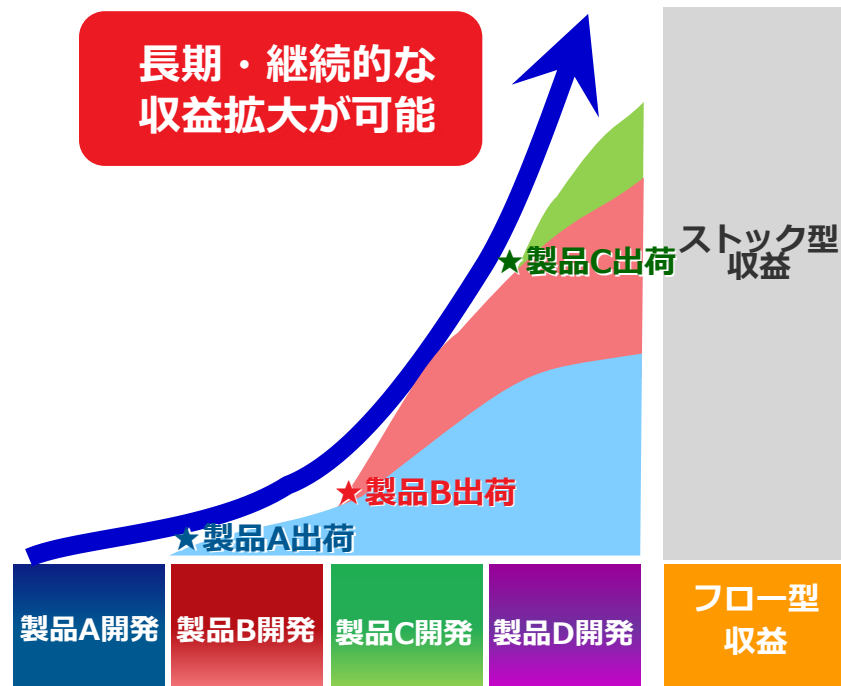 長期・継続的な
収益拡大が可能
ストック型
収益
★製品C出荷
★製品B出荷
★製品A出荷
製品A開発
製品B開発
製品C開発
製品D開発
フロー型
収益